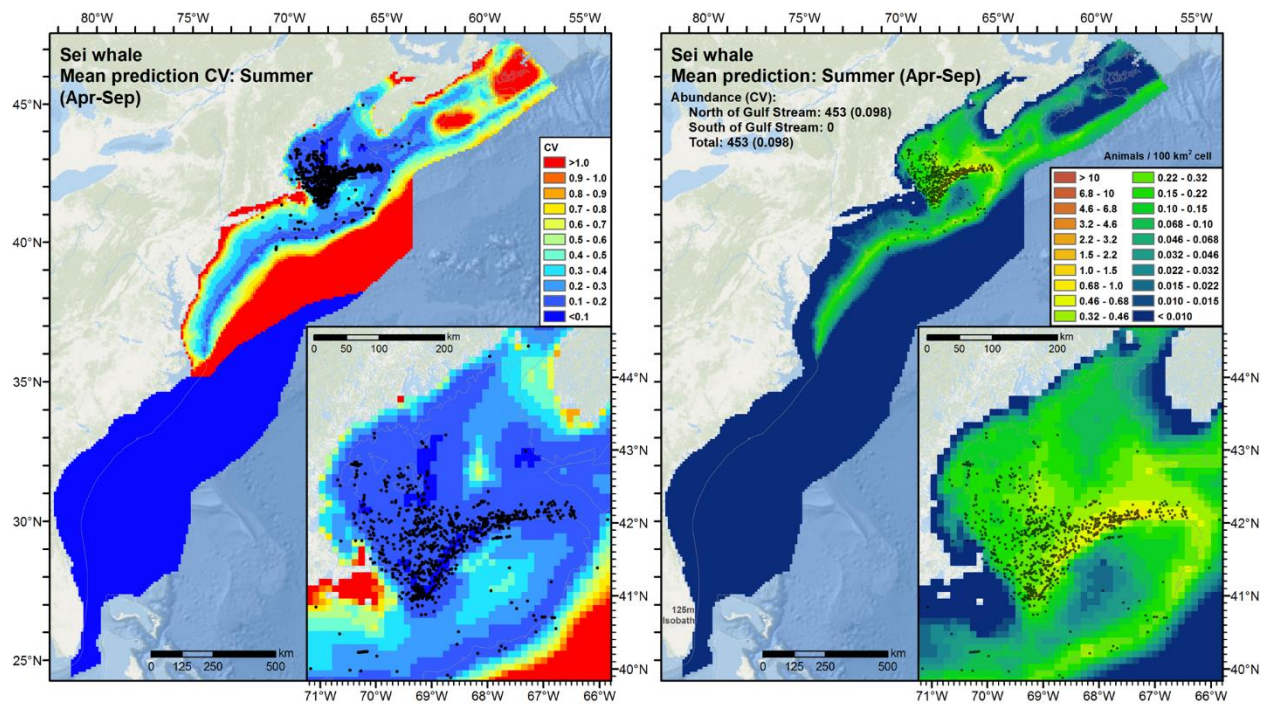 80°W 75°W 70°W 65°W 60°W 55°W
Sei whale
Mean prediction CV: Summer
(Apr-Sep)
45°N
40°N
35°N
30°N
25°N
CV
>1.0
0.9 - 1.0
0.8 - 0.9
0.7 - 0.8
0.6 - 0.7
0.5 - 0.6
0.4 - 0.5
0.3 - 0.4
0.2 - 0.3
0.1 - 0.2
<0.1
km
0 50 100 200
44°N
43°N
42°N
41°N
40°N
km
0 125 250 500
71°W 70°W 69°W 68°W 67°W 66°W
80°W 75°W 70°W 65°W 60°W 55°W
Sei whale
Mean prediction: Summer (Apr-Sep)
Abundance (CV):
North of Gulf Stream: 453 (0.098)
South of Gulf Stream: 0
Total: 453 (0.098)
45°N
40°N
35°N
30°N
25°N
Animals / 100 km² cell
> 10
6.8 - 10
4.6 - 6.8
3.2 - 4.6
2.2 - 3.2
1.5 - 2.2
1.0 - 1.5
0.68 - 1.0
0.46 - 0.68
0.32 - 0.46
0.22 - 0.32
0.15 - 0.22
0.10 - 0.15
0.068 - 0.10
0.046 - 0.068
0.032 - 0.046
0.022 - 0.032
0.015 - 0.022
0.010 - 0.015
< 0.010
km
0 50 100 200
44°N
43°N
42°N
41°N
40°N
125m
Isobath
km
0 125 250 500
71°W 70°W 69°W 68°W 67°W 66°W